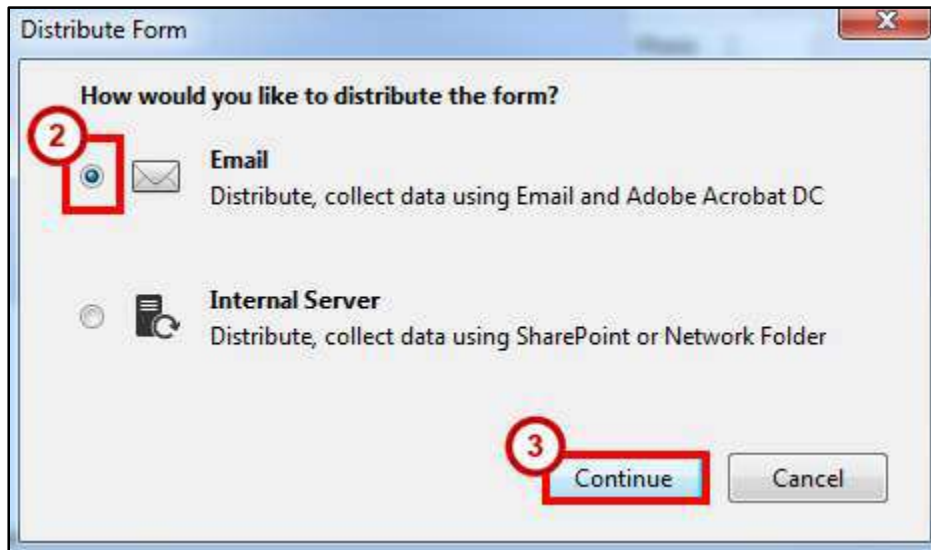 Distribute Form
How would you like to distribute the form?
2
Email
Distribute, collect data using Email and Adobe Acrobat DC
Internal Server
Distribute, collect data using SharePoint or Network Folder
3
Continue
Cancel